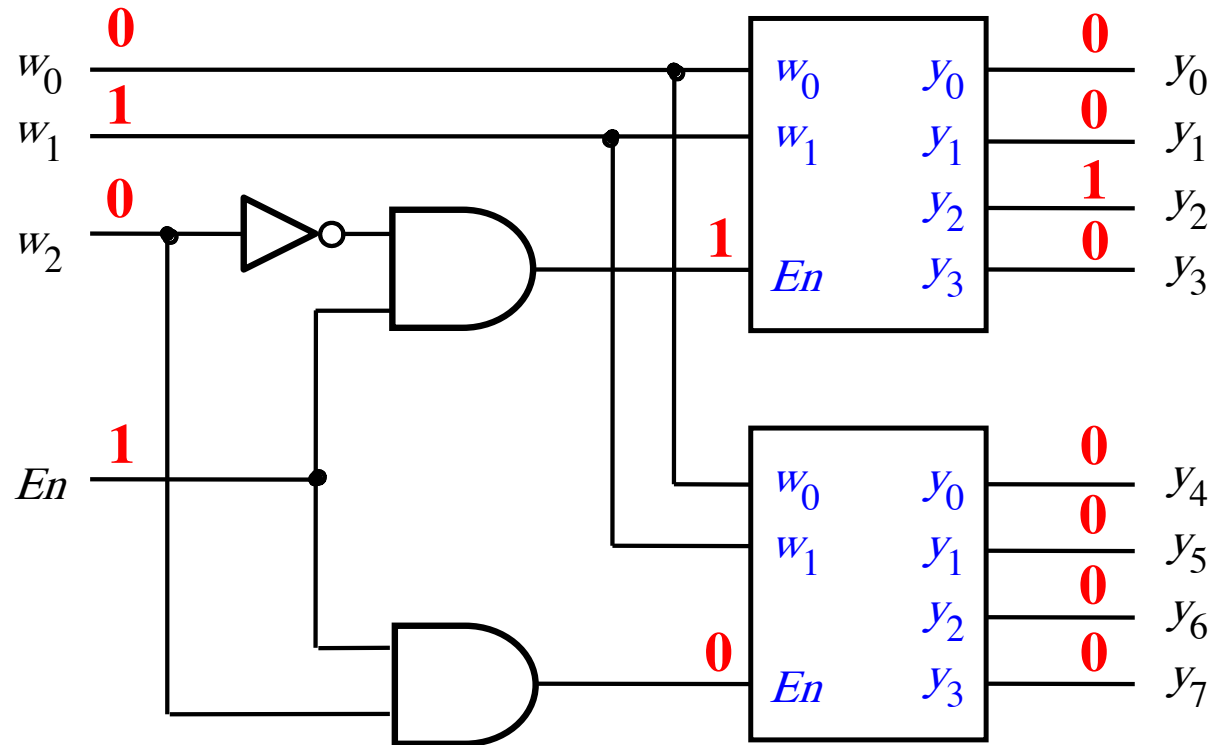 0 0
w0 w0 y0 y0
1 0
w1 w1 y1 y1
0 1
w2 y2 y2
1 0
En y3 y3
1 0
En w0 y0 y4
0
w1 y1 y5
0
y2 y6
0 0
En y3 y7